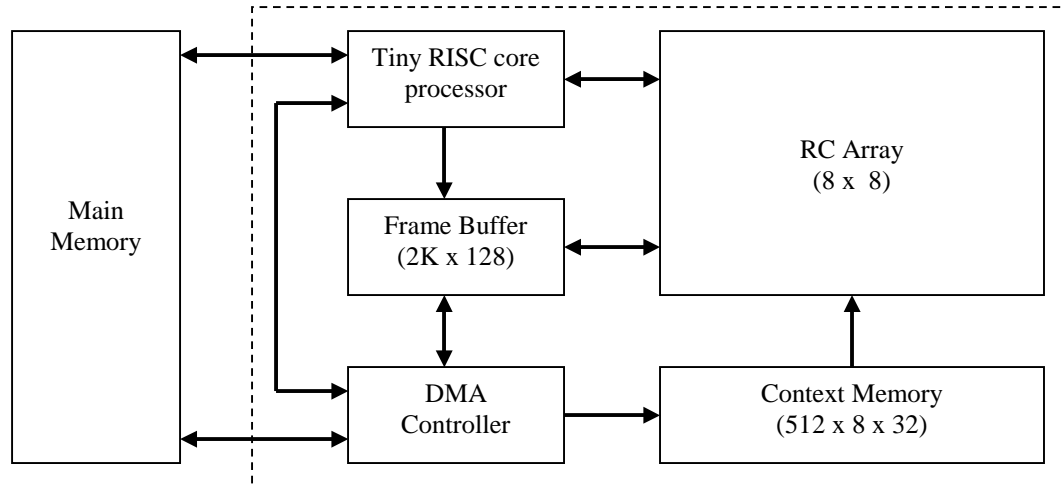 Main
Memory
Tiny RISC core
processor
Frame Buffer
(2K x 128)
DMA
Controller
RC Array
(8 x 8)
Context Memory
(512 x 8 x 32)